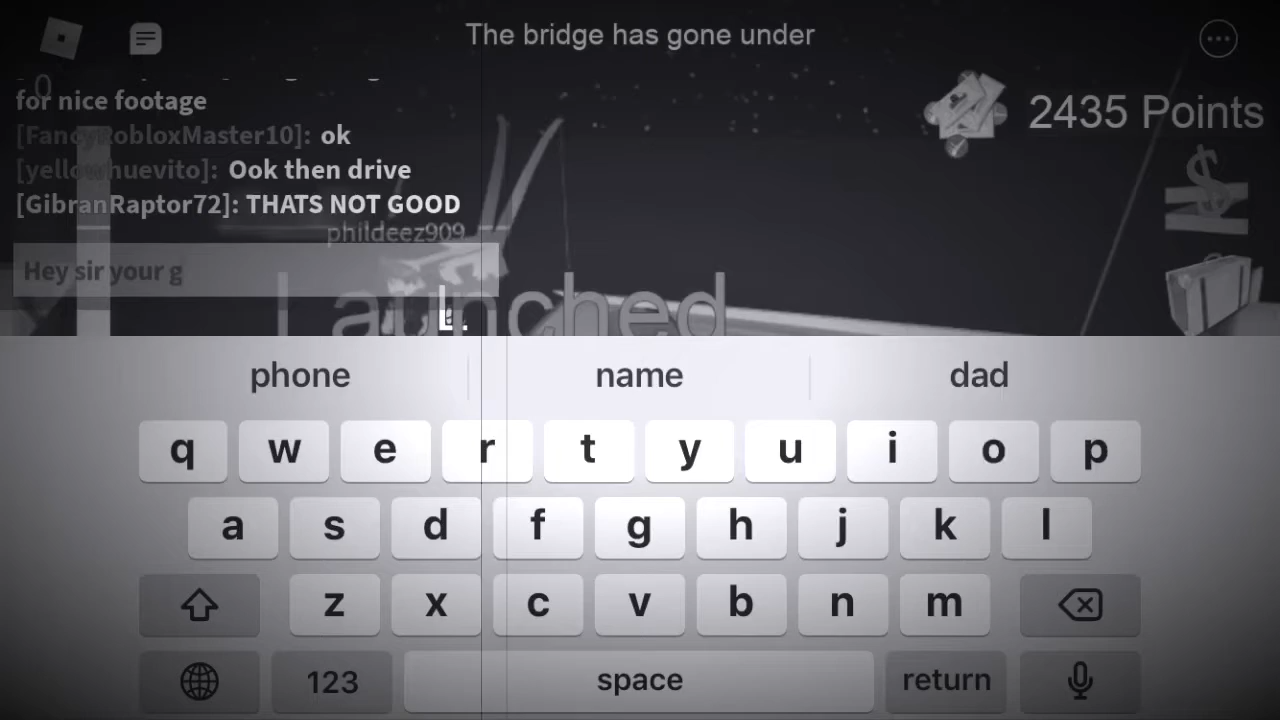 The bridge has gone under
0
for nice footage
2435 Points
[FancyRobloxMaster10]: ok
[yellowhuevito]: Ook then drive
[GibranRaptor72]: THATS NOT GOOD
phildeez909
Hey sir your g
Launched
phone name dad
q w e r t y u i o p
a s d f g h j k l
z x c v b n m
123 space return